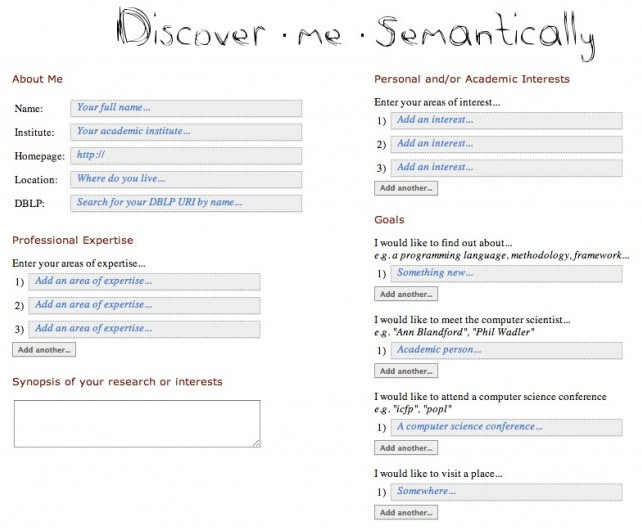 Discover · me · Semantically
About Me
Name: Your full name...
Institute: Your academic institute...
Homepage: http://
Location: Where do you live...
DBLP: Search for your DBLP URI by name...
Professional Expertise
Enter your areas of expertise...
1) Add an area of expertise...
2) Add an area of expertise...
3) Add an area of expertise...
Add another...
Synopsis of your research or interests
Personal and/or Academic Interests
Enter your areas of interest...
1) Add an interest...
2) Add an interest...
3) Add an interest...
Add another...
Goals
I would like to find out about...
e.g. a programming language, methodology, framework...
1) Something new...
Add another...
I would like to meet the computer scientist...
e.g. "Ann Blandford", "Phil Wadler"
1) Academic person...
Add another...
I would like to attend a computer science conference
e.g. "icfp", "popl"
1) A computer science conference...
Add another...
I would like to visit a place...
1) Somewhere...
Add another...